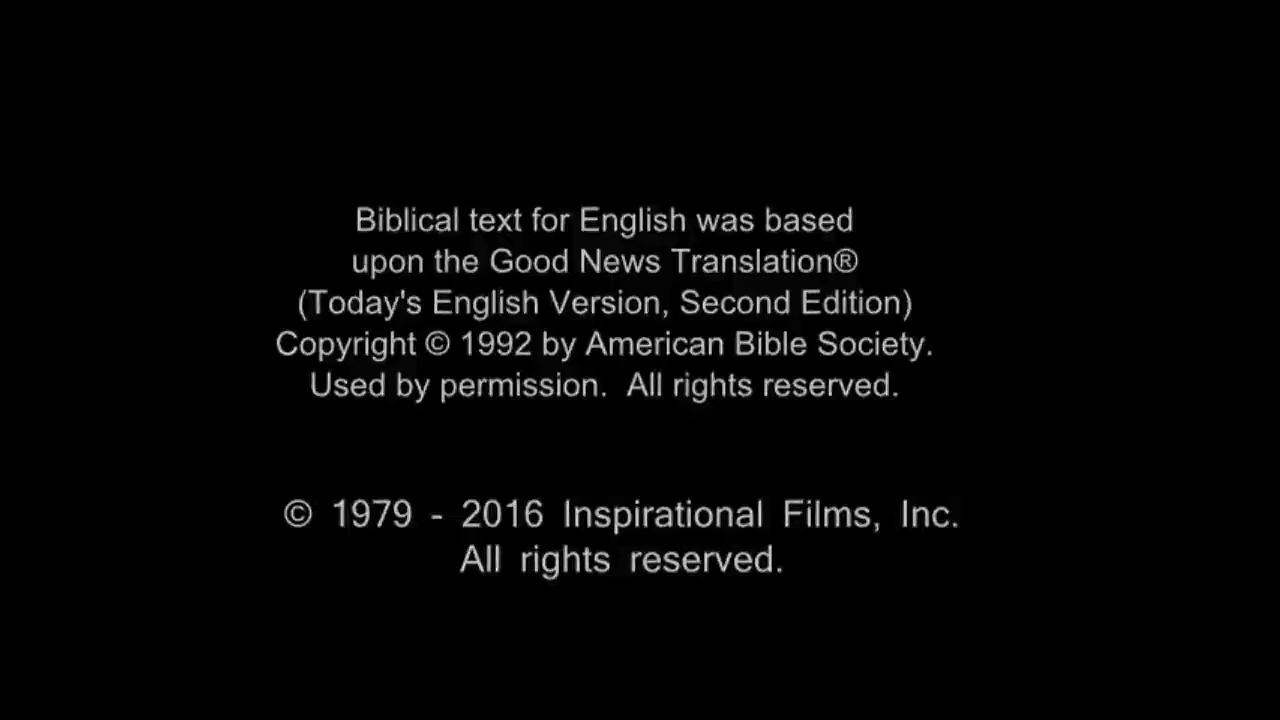 Biblical text for English was based
upon the Good News Translation®
(Today's English Version, Second Edition)
Copyright © 1992 by American Bible Society.
Used by permission.  All rights reserved.
© 1979 - 2016 Inspirational Films, Inc.
All rights reserved.